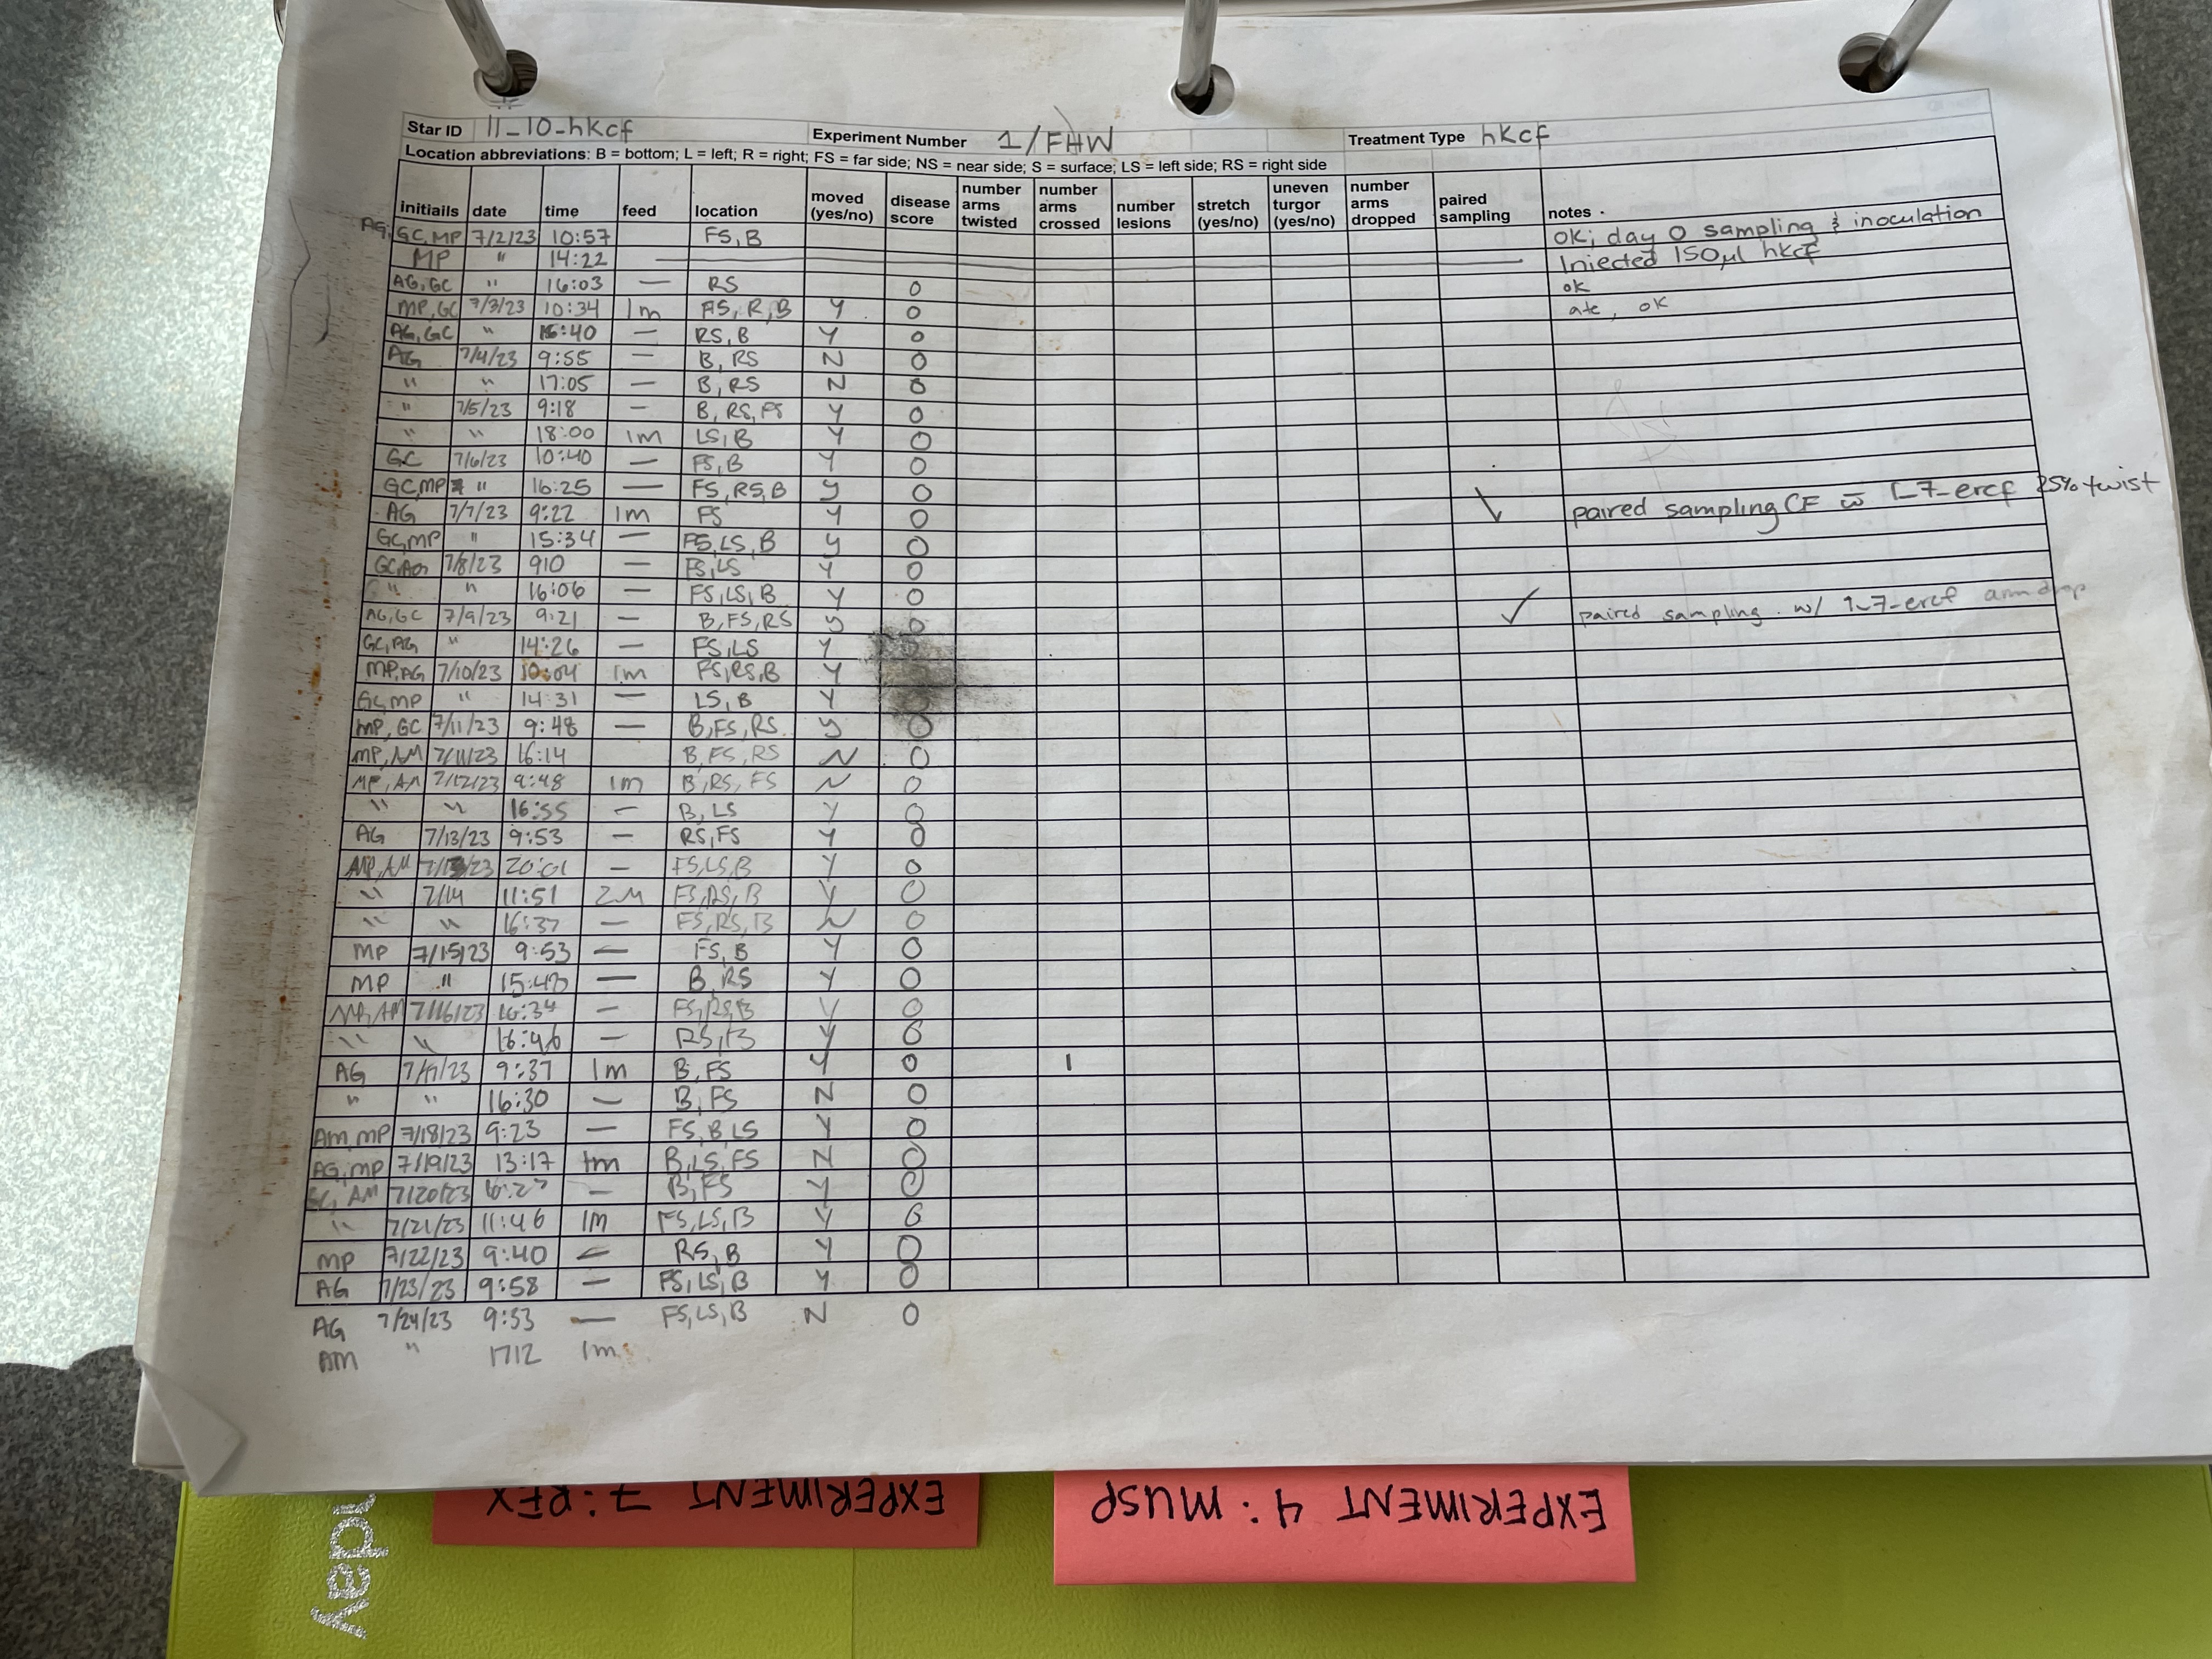 Star ID 11_10-hkcf Experiment Number 1/FHW Treatment Type hkcf
Location abbreviations: B = bottom; L = left; R = right; FS = far side; NS = near side; S = surface; LS = left side; RS = right side
initiails date time feed location moved (yes/no) disease score number arms twisted number arms crossed number lesions stretch (yes/no) uneven turgor (yes/no) number arms dropped paired sampling notes
AG, GC, MP 7/2/23 10:57 FS, B OK; day 0 sampling & inoculation
MP " 14:22 Injected 150µl hkcf
AG, GC " 16:03 — RS 0 ok
MP, GC 7/3/23 10:34 1m FS, R, B Y 0 ate, ok
AG, GC " 16:40 — RS, B Y 0
AG 7/4/23 9:55 — B, RS N 0
" " 17:05 — B, RS N 0
" 7/5/23 9:18 — B, RS, FS Y 0
" " 18:00 1m LS, B Y 0
GC 7/6/23 10:40 — FS, B Y 0
GC, MP " 16:25 — FS, RS, B y 0 paired sampling CF 25% twist
AG 7/7/23 9:22 1m FS Y 0
GC, MP " 15:34 — FS, LS, B y 0
GC, AG 7/8/23 910 — FS, LS Y 0
" " 16:06 — FS, LS, B Y 0
AG, GC 7/9/23 9:21 — B, FS, RS y 0 ✓ paired sampling w/ 9_7-ercf arm drop
GC, AG " 14:26 — FS, LS Y
MP, AG 7/10/23 10:04 1m FS, RS, B Y
GC, MP " 14:31 — LS, B Y
MP, GC 7/11/23 9:48 — B, FS, RS y 0
MP, AM 7/11/23 16:14 B, FS, RS N 0
MP, AM 7/12/23 9:48 1m B, RS, FS N 0
" " 16:55 — B, LS Y 0
AG 7/13/23 9:53 — RS, FS Y 0
MP, AM 7/13/23 20:01 — FS, LS, B Y 0
" 7/14 11:51 2M FS, RS, B Y 0
" " 16:37 — FS, RS, B N 0
MP 7/15/23 9:53 — FS, B Y 0
MP " 15:43 — B, RS Y 0
MP, AM 7/16/23 10:34 — FS, RS, B Y 0
" " 16:46 — RS, B Y 0
AG 7/17/23 9:37 1m B, FS Y 0 1
" " 16:30 — B, FS N 0
AM, MP 7/18/23 9:23 — FS, B, LS Y 0
AG, MP 7/19/23 13:17 1m B, LS, FS N 0
GC, AM 7/20/23 — B, FS Y 0
" 7/21/23 11:46 1M FS, LS, B Y 0
MP 7/22/23 9:40 — RS, B Y 0
AG 7/23/23 9:58 — FS, LS, B Y 0
AG 7/24/23 9:33 — FS, LS, B N 0
AM " 1712 1m
EXPERIMENT 7: PFX
EXPERIMENT 4: MUSP
nday